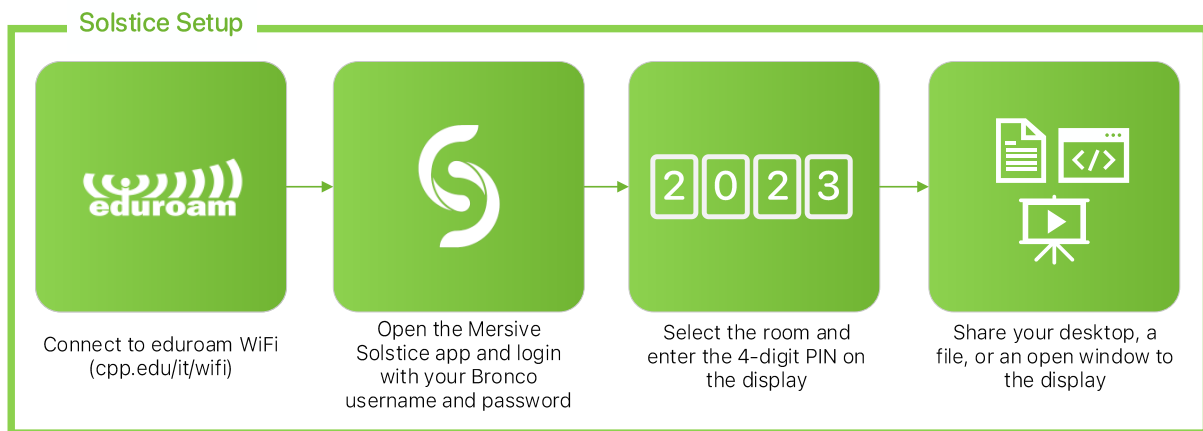 Solstice Setup
eduroam
Connect to eduroam WiFi
(cpp.edu/it/wifi)
Open the Mersive
Solstice app and login
with your Bronco
username and password
2023
Select the room and
enter the 4-digit PIN on
the display
</>
Share your desktop, a
file, or an open window to
the display